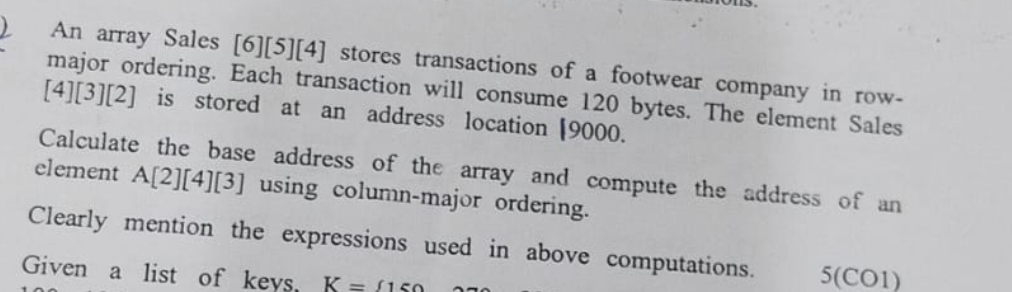 An array Sales [6][5][4] stores transactions of a footwear company in row-
major ordering. Each transaction will consume 120 bytes. The element Sales
[4][3][2] is stored at an address location 19000.
Calculate the base address of the array and compute the address of an
element A[2][4][3] using column-major ordering.
Clearly mention the expressions used in above computations. 5(CO1)
Given a list of keys, K = {150